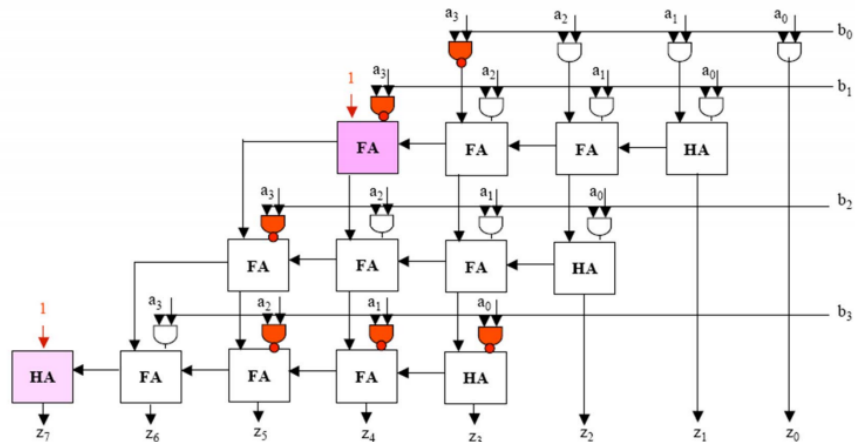 a3 a2 a1 a0
b0
a3 a2 a1 a0
b1
1
FA FA FA HA
a3 a2 a1 a0
b2
FA FA FA HA
a3 a2 a1 a0
b3
1
HA FA FA FA HA
z7 z6 z5 z4 z3 z2 z1 z0